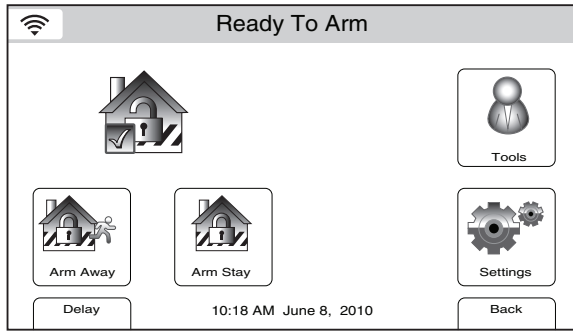 Ready To Arm
Tools
Arm Away
Arm Stay
Settings
Delay
10:18 AM June 8, 2010
Back